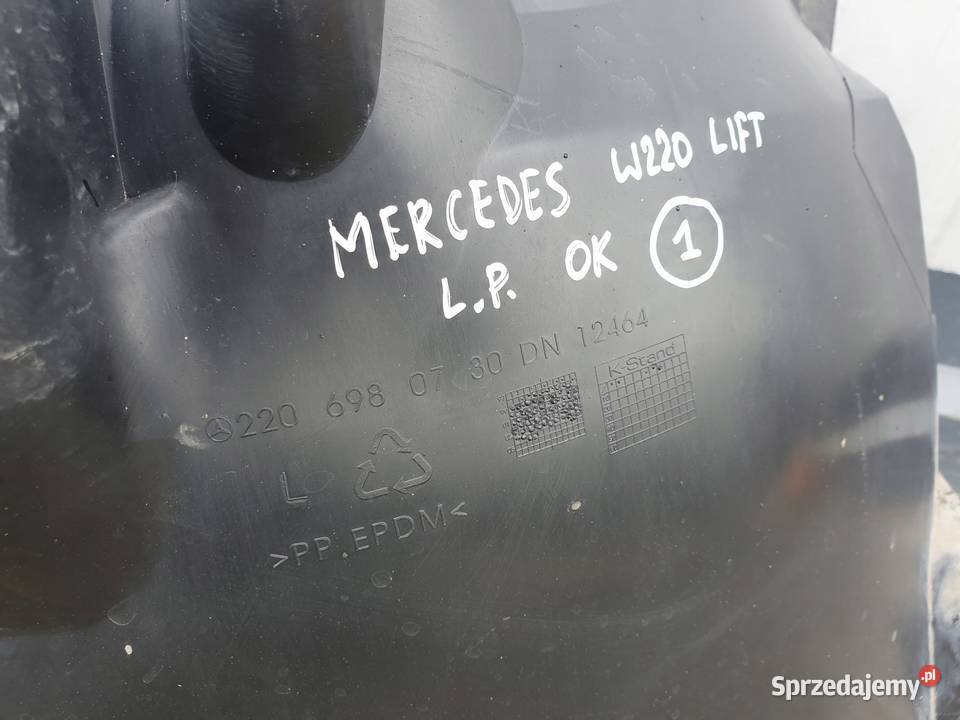 MERCEDES W220 LIFT
L.P. OK 1
220 698 07 30 DN 12464
K-Stand
L
>PP.EPDM<
Sprzedajemy.pl